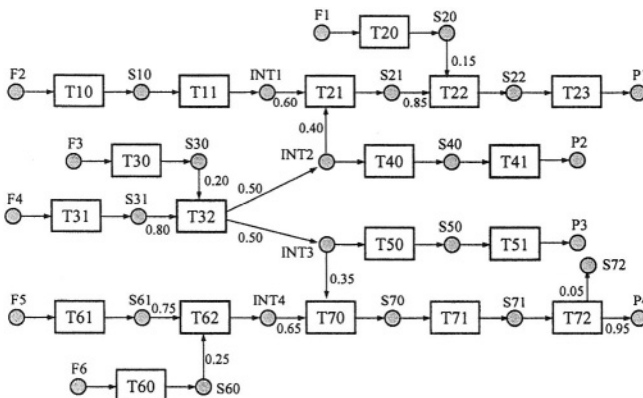 F1
T20
S20
0.15
F2
T10
S10
T11
INT1
0.60
T21
S21
0.85
T22
S22
T23
0.40
F3
T30
S30
0.20
INT2
T40
S40
T41
P2
F4
T31
S31
0.80
T32
0.50
0.50
INT3
T50
S50
T51
P3
S72
0.35
0.05
F5
T61
S61
0.75
T62
INT4
0.65
T70
S70
T71
S71
T72
0.95
0.25
F6
T60
S60